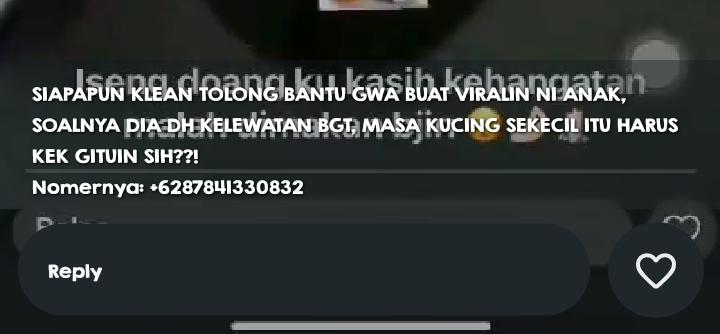 Iseng doang ku kasih kehangatan
SIAPAPUN KLEAN TOLONG BANTU GWA BUAT VIRALIN NI ANAK,
SOALNYA DIA DH KELEWATAN BGT, MASA KUCING SEKECIL ITU HARUS
KEK GITUIN SIH??!
Nomernya: +6287841330832
Reply